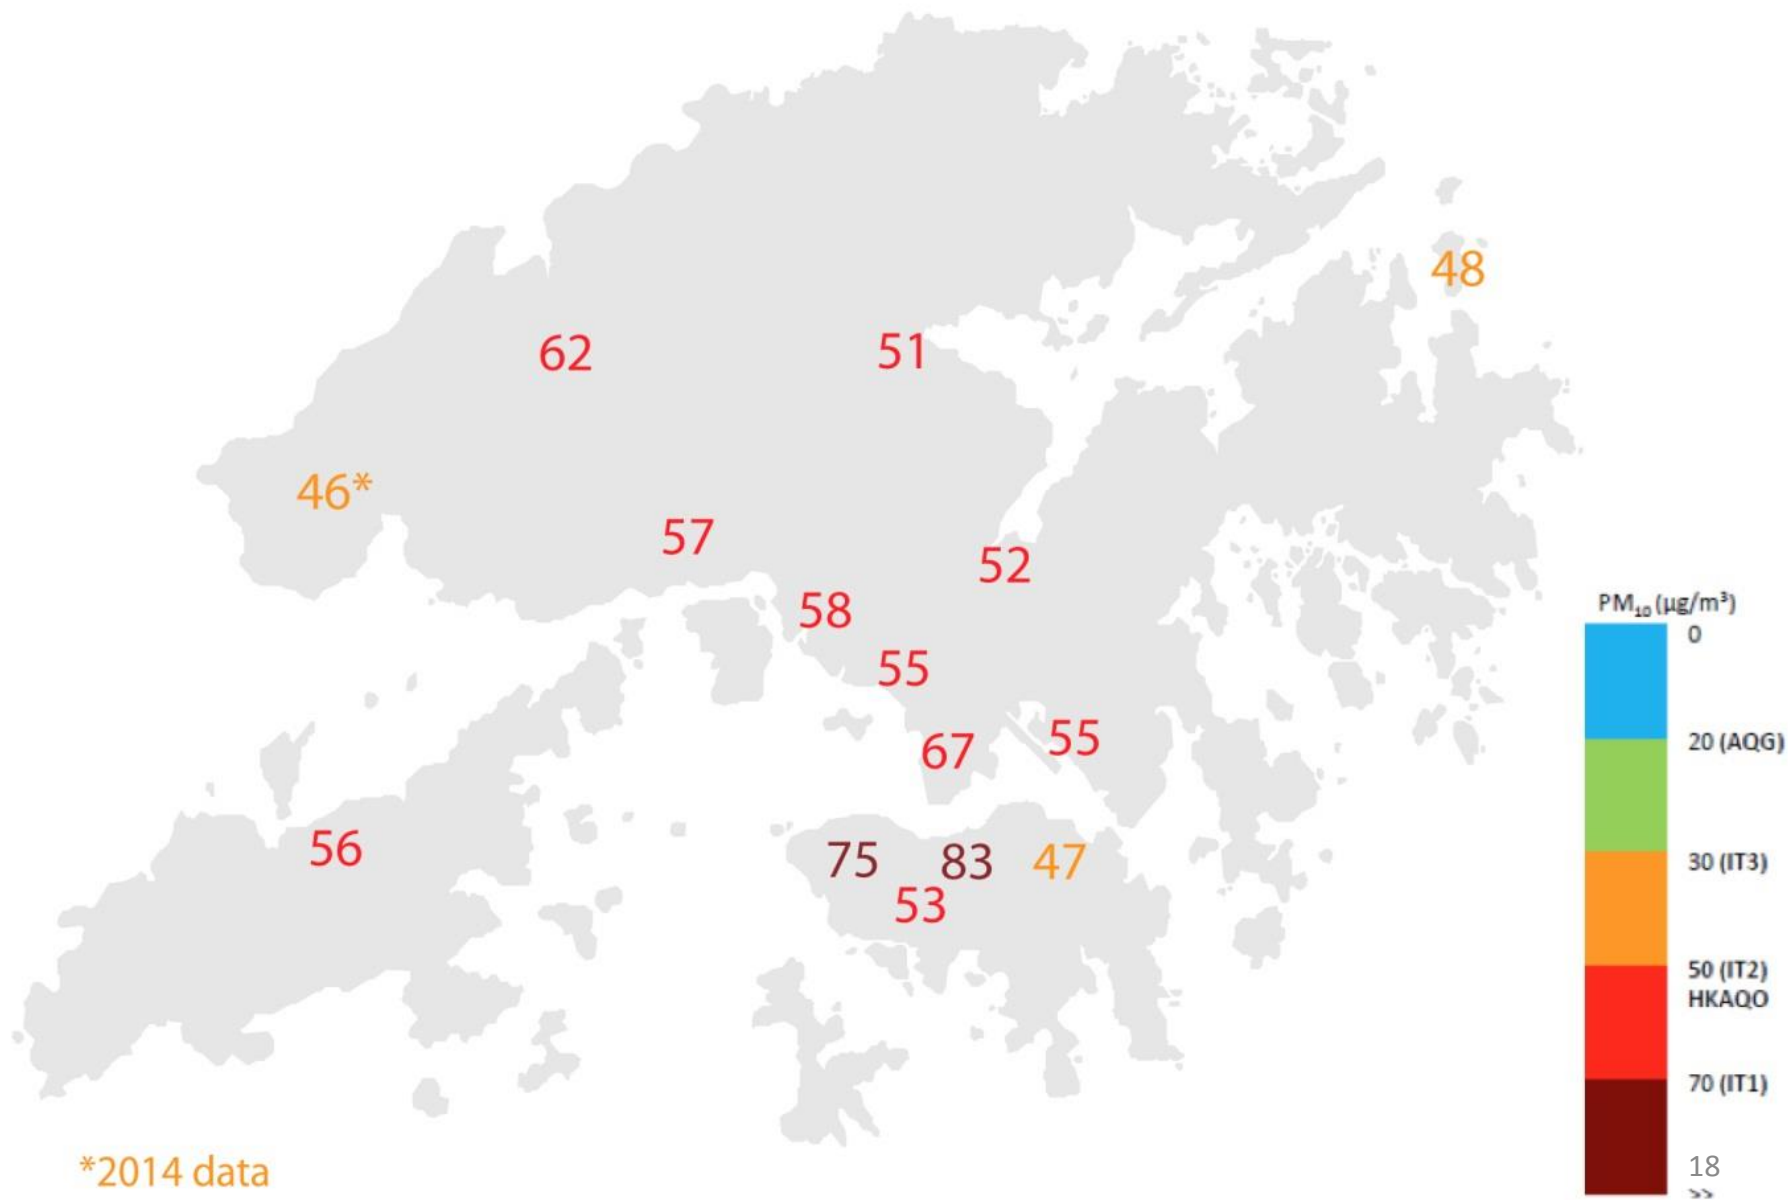 48
62
51
46*
57
52
58
55
67
55
56
75
83
47
53
PM₁₀ (µg/m³)
0
20 (AQG)
30 (IT3)
50 (IT2)
HKAQO
70 (IT1)
18
>>
*2014 data